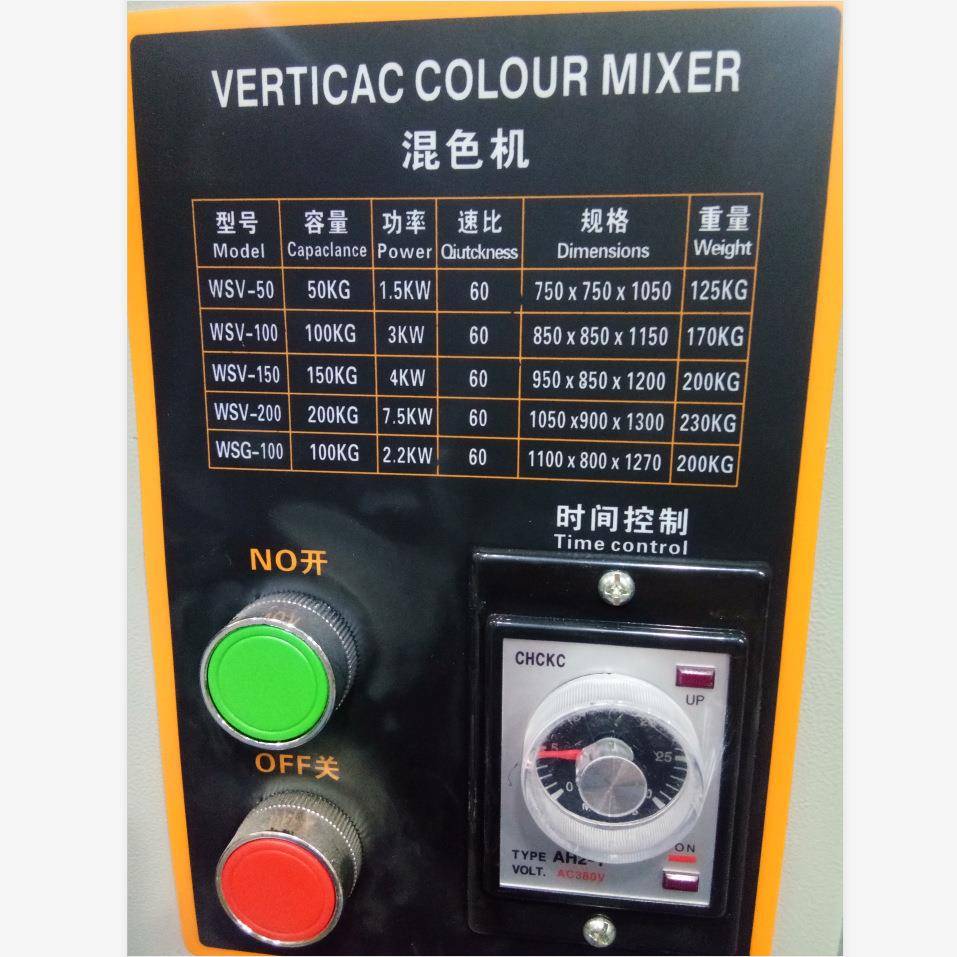 VERTICAC COLOUR MIXER
混色机
型号 容量 功率 速比 规格 重量
Model Capaclance Power Qiutckness Dimensions Weight
WSV-50 50KG 1.5KW 60 750 x 750 x 1050 125KG
WSV-100 100KG 3KW 60 850 x 850 x 1150 170KG
WSV-150 150KG 4KW 60 950 x 850 x 1200 200KG
WSV-200 200KG 7.5KW 60 1050 x900 x 1300 230KG
WSG-100 100KG 2.2KW 60 1100 x 800 x 1270 200KG
时间控制
Time control
NO开
CHCKC
UP
5 25
0
OFF关
ON
TYPE
VOLT. AC380V